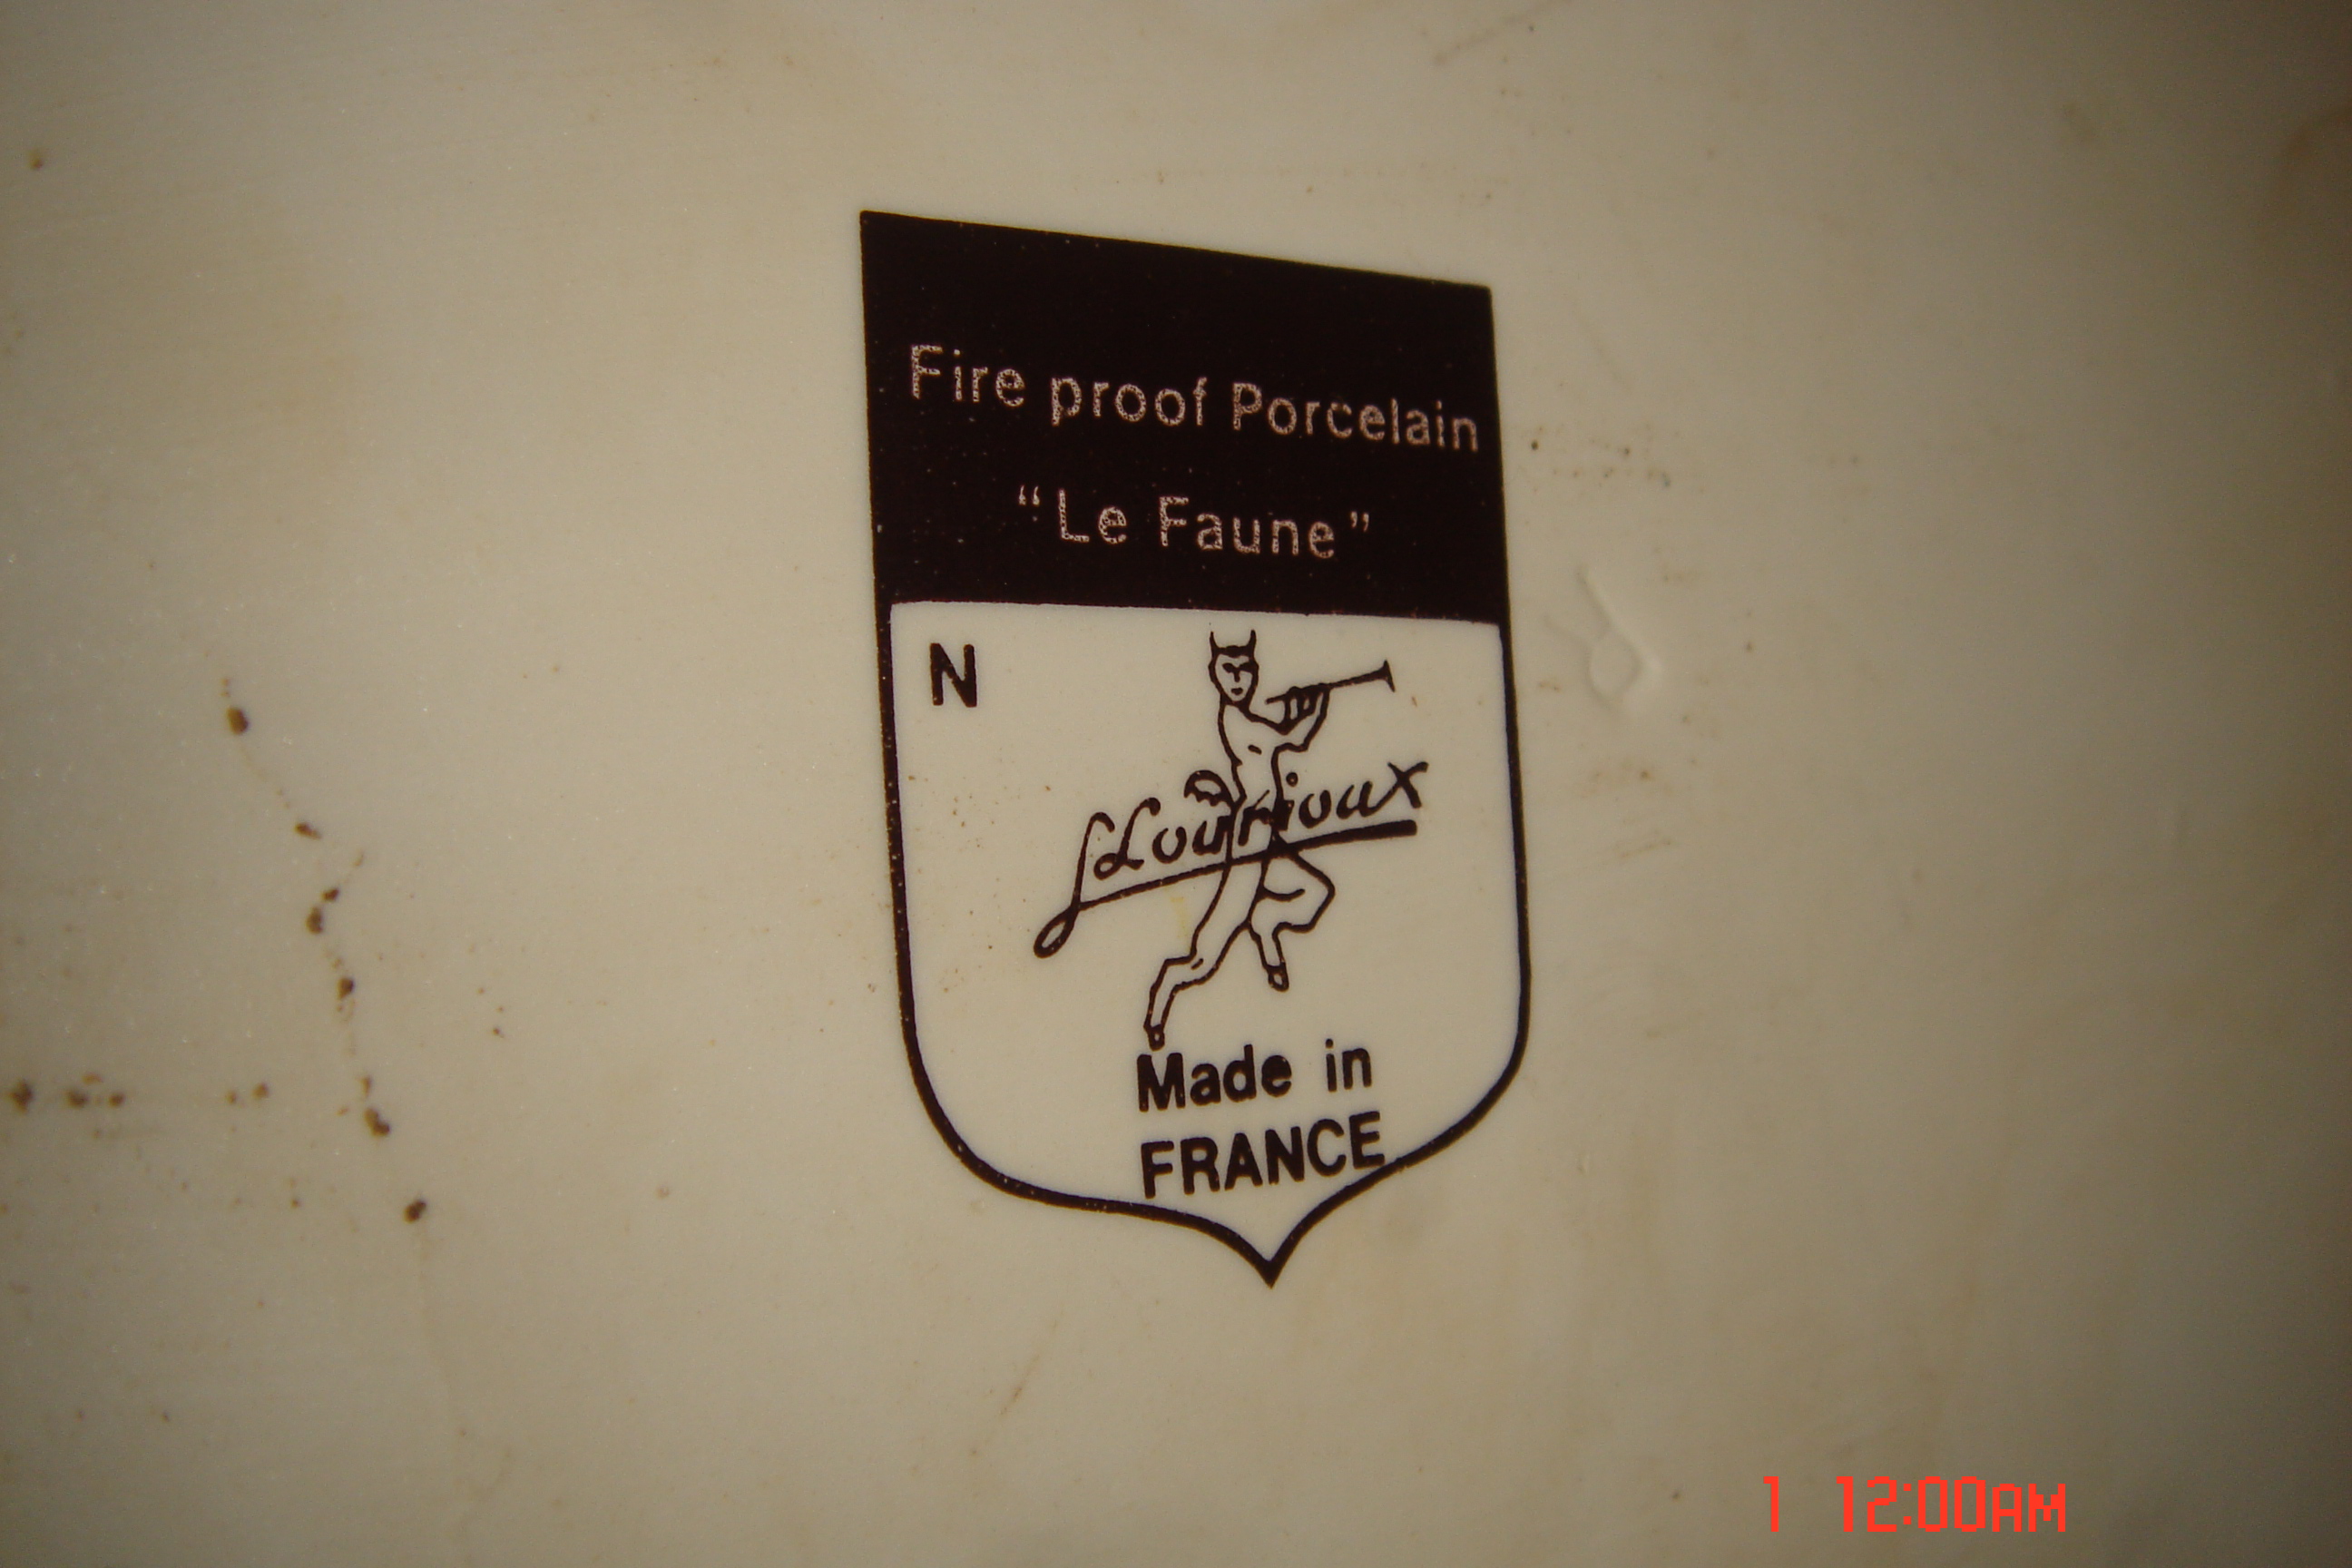 Fire proof Porcelain
“Le Faune”
N
Lourioux
Made in
FRANCE
1 12:00AM